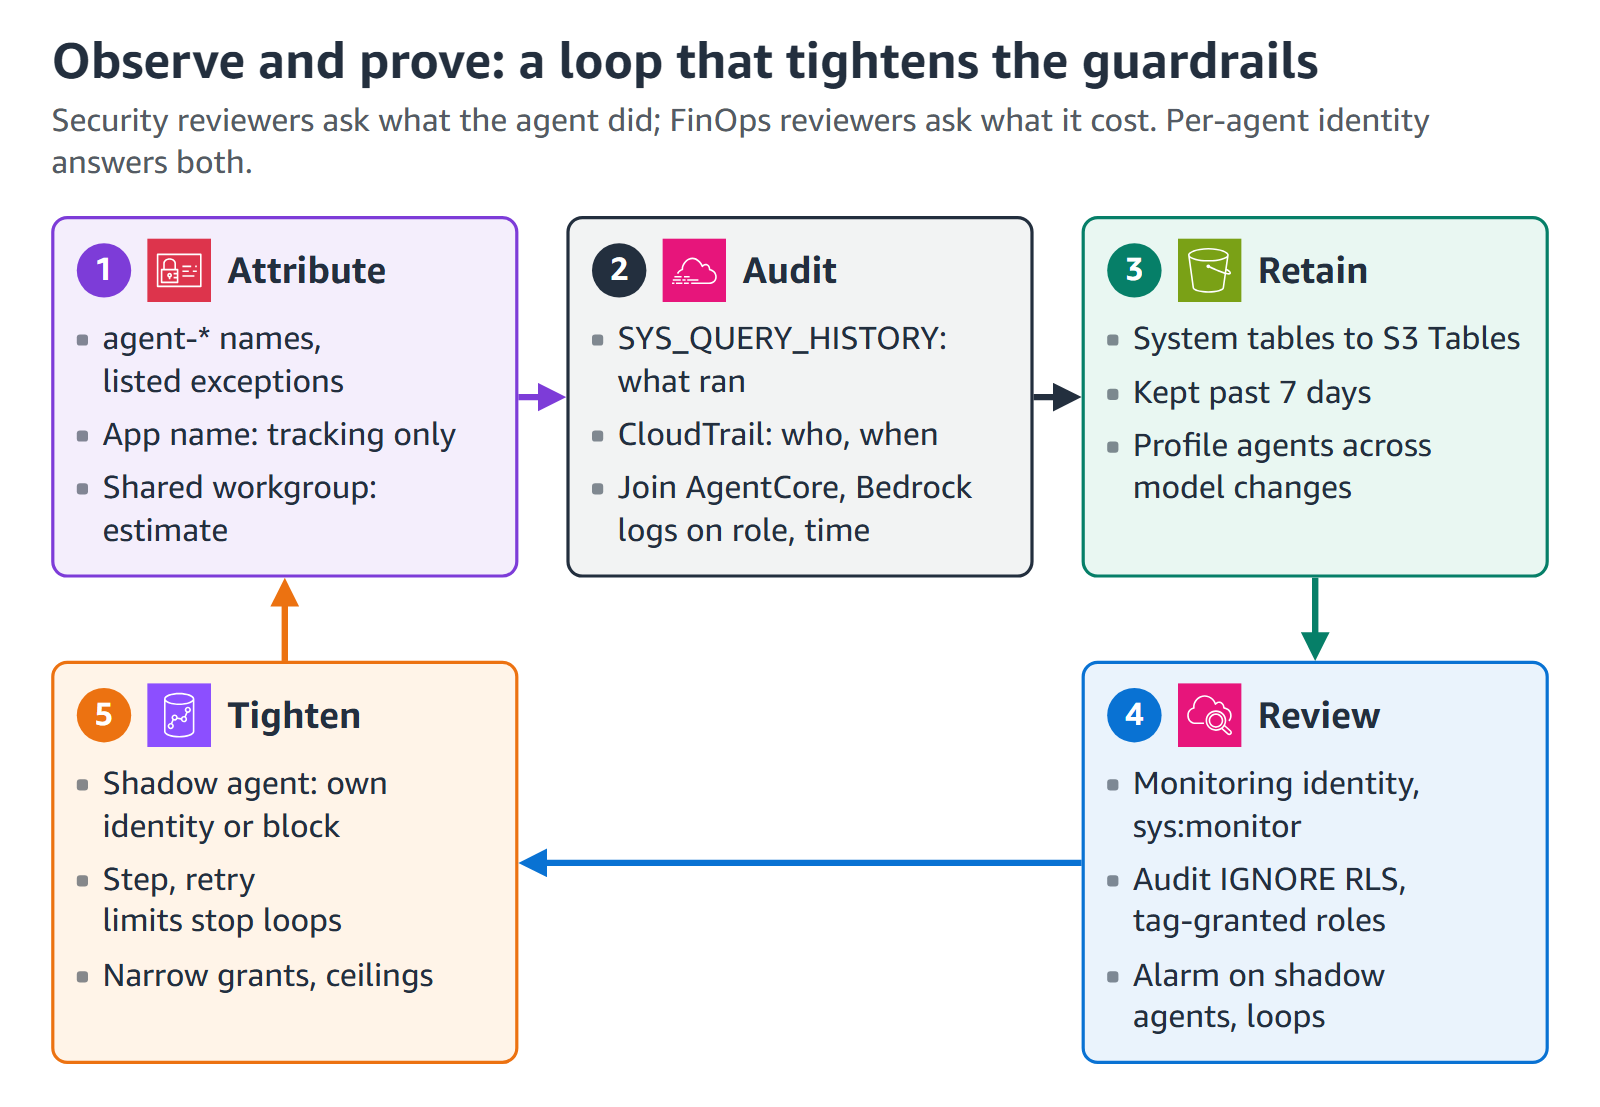 Observe and prove: a loop that tightens the guardrails
Security reviewers ask what the agent did; FinOps reviewers ask what it cost. Per-agent identity
answers both.
1 Attribute
agent-* names,
listed exceptions
App name: tracking only
Shared workgroup:
estimate
2 Audit
SYS_QUERY_HISTORY:
what ran
CloudTrail: who, when
Join AgentCore, Bedrock
logs on role, time
3 Retain
System tables to S3 Tables
Kept past 7 days
Profile agents across
model changes
5 Tighten
Shadow agent: own
identity or block
Step, retry
limits stop loops
Narrow grants, ceilings
4 Review
Monitoring identity,
sys:monitor
Audit IGNORE RLS,
tag-granted roles
Alarm on shadow
agents, loops